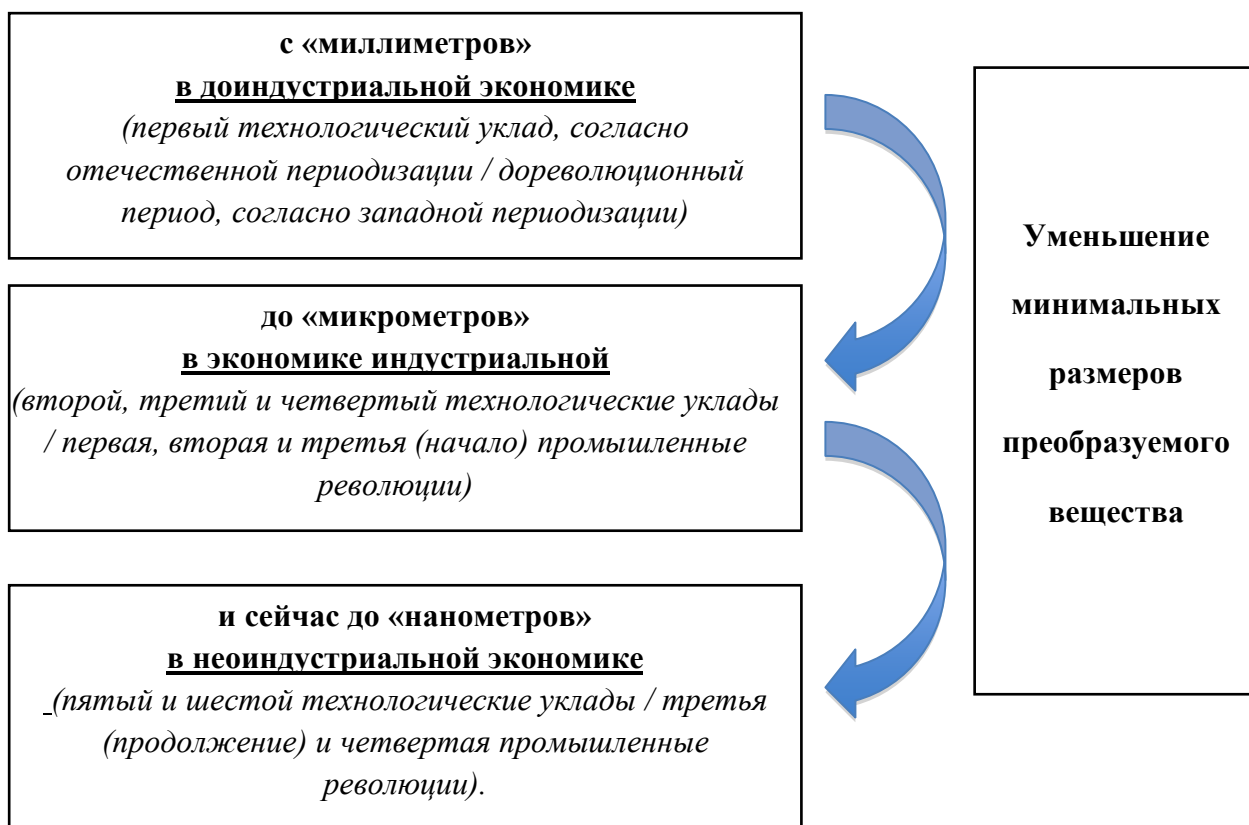 с «миллиметров»
в доиндустриальной экономике
(первый технологический уклад, согласно
отечественной периодизации / дореволюционный
период, согласно западной периодизации)
до «микрометров»
в экономике индустриальной
(второй, третий и четвертый технологические уклады
/ первая, вторая и третья (начало) промышленные
революции)
и сейчас до «нанометров»
в неоиндустриальной экономике
(пятый и шестой технологические уклады / третья
(продолжение) и четвертая промышленные
революции).
Уменьшение
минимальных
размеров
преобразуемого
вещества